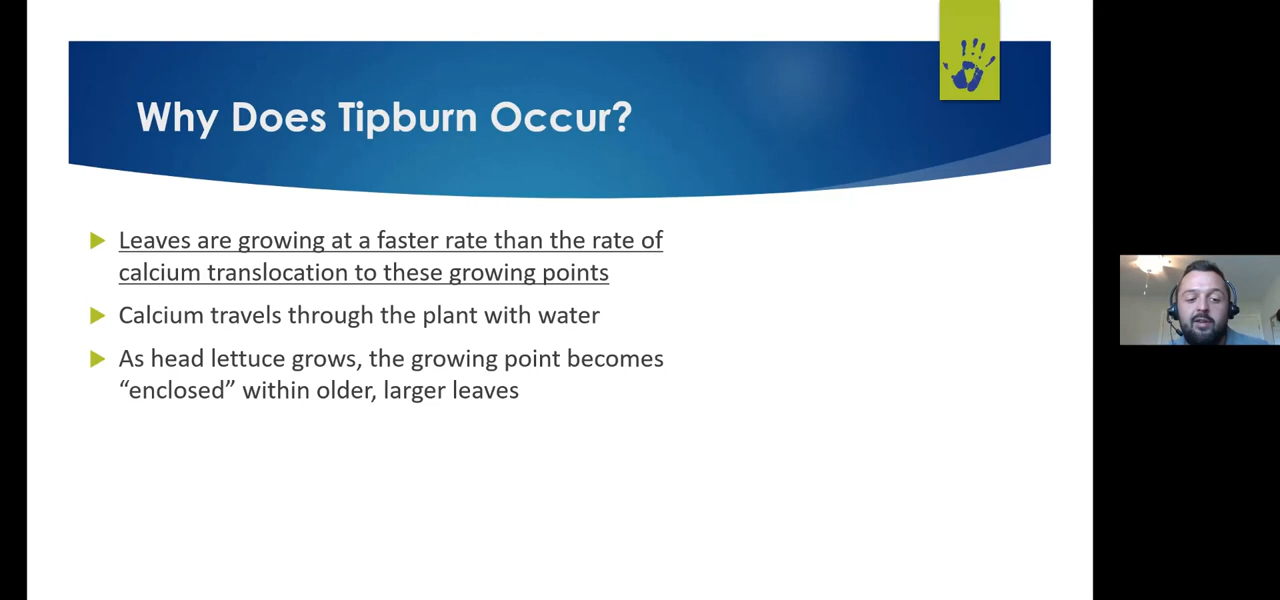 Why Does Tipburn Occur?
Leaves are growing at a faster rate than the rate of
calcium translocation to these growing points
Calcium travels through the plant with water
As head lettuce grows, the growing point becomes
“enclosed” within older, larger leaves